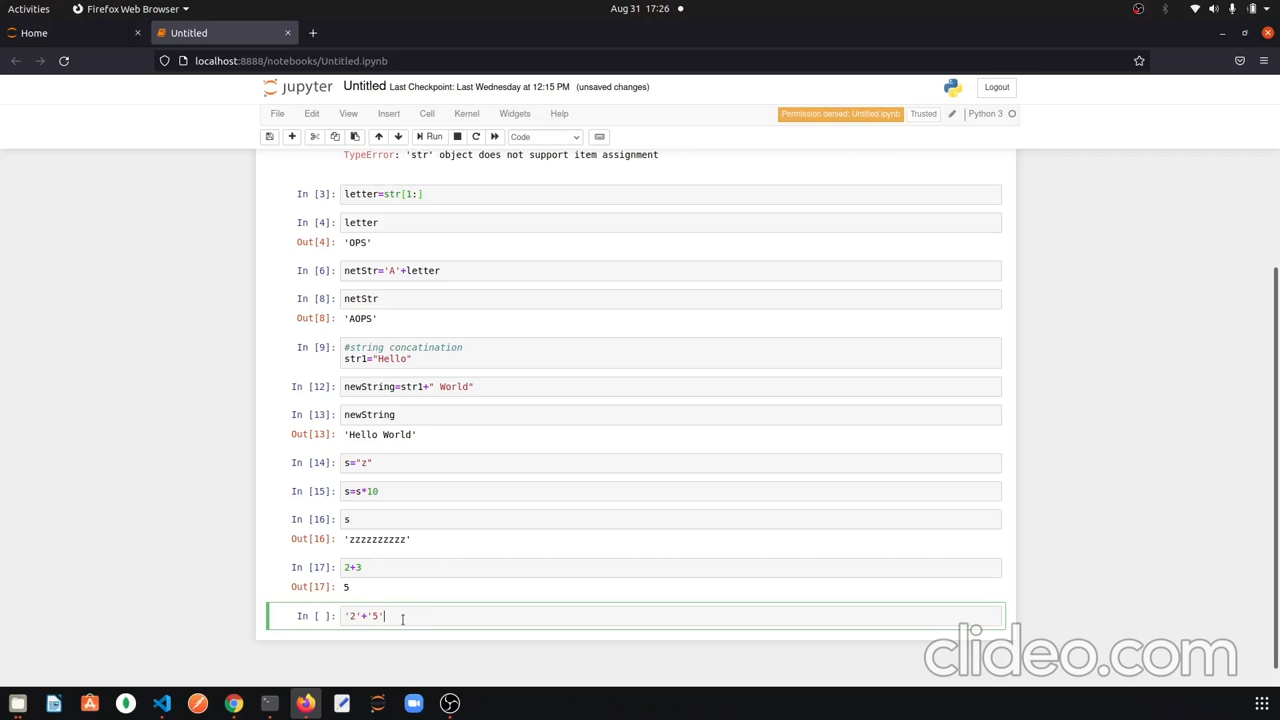 Activities
Firefox Web Browser
Aug 31 17:26
Home
Untitled
localhost:8888/notebooks/Untitled.ipynb
jupyter Untitled Last Checkpoint: Last Wednesday at 12:15 PM (unsaved changes)
Logout
File Edit View Insert Cell Kernel Widgets Help
Permission denied: Untitled.ipynb
Trusted
Python 3
Run
Code
TypeError: 'str' object does not support item assignment
In [3]: letter=str[1:]
In [4]: letter
Out[4]: 'OPS'
In [6]: netStr='A'+letter
In [8]: netStr
Out[8]: 'AOPS'
In [9]: #string concatination
str1="Hello"
In [12]: newString=str1+" World"
In [13]: newString
Out[13]: 'Hello World'
In [14]: s="z"
In [15]: s=s*10
In [16]: s
Out[16]: 'zzzzzzzzzz'
In [17]: 2+3
Out[17]: 5
In [ ]: '2'+'5'
clideo.com